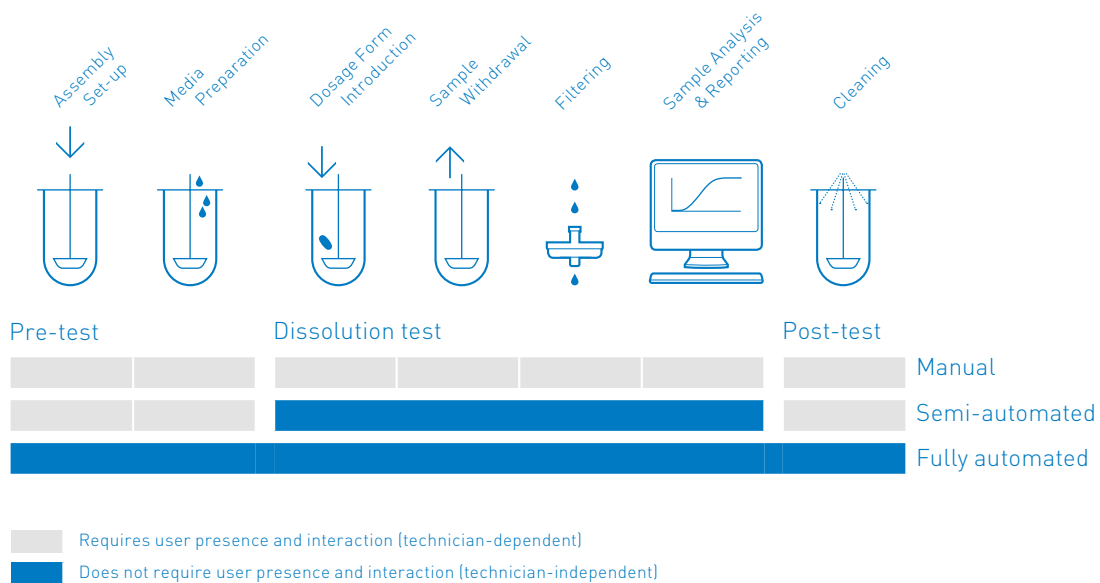 Assembly
Set-up
Media
Preparation
Dosage Form
Introduction
Sample
Withdrawal
Filtering
Sample Analysis
& Reporting
Cleaning
Pre-test
Dissolution test
Post-test
Manual
Semi-automated
Fully automated
Requires user presence and interaction (technician-dependent)
Does not require user presence and interaction (technician-independent)